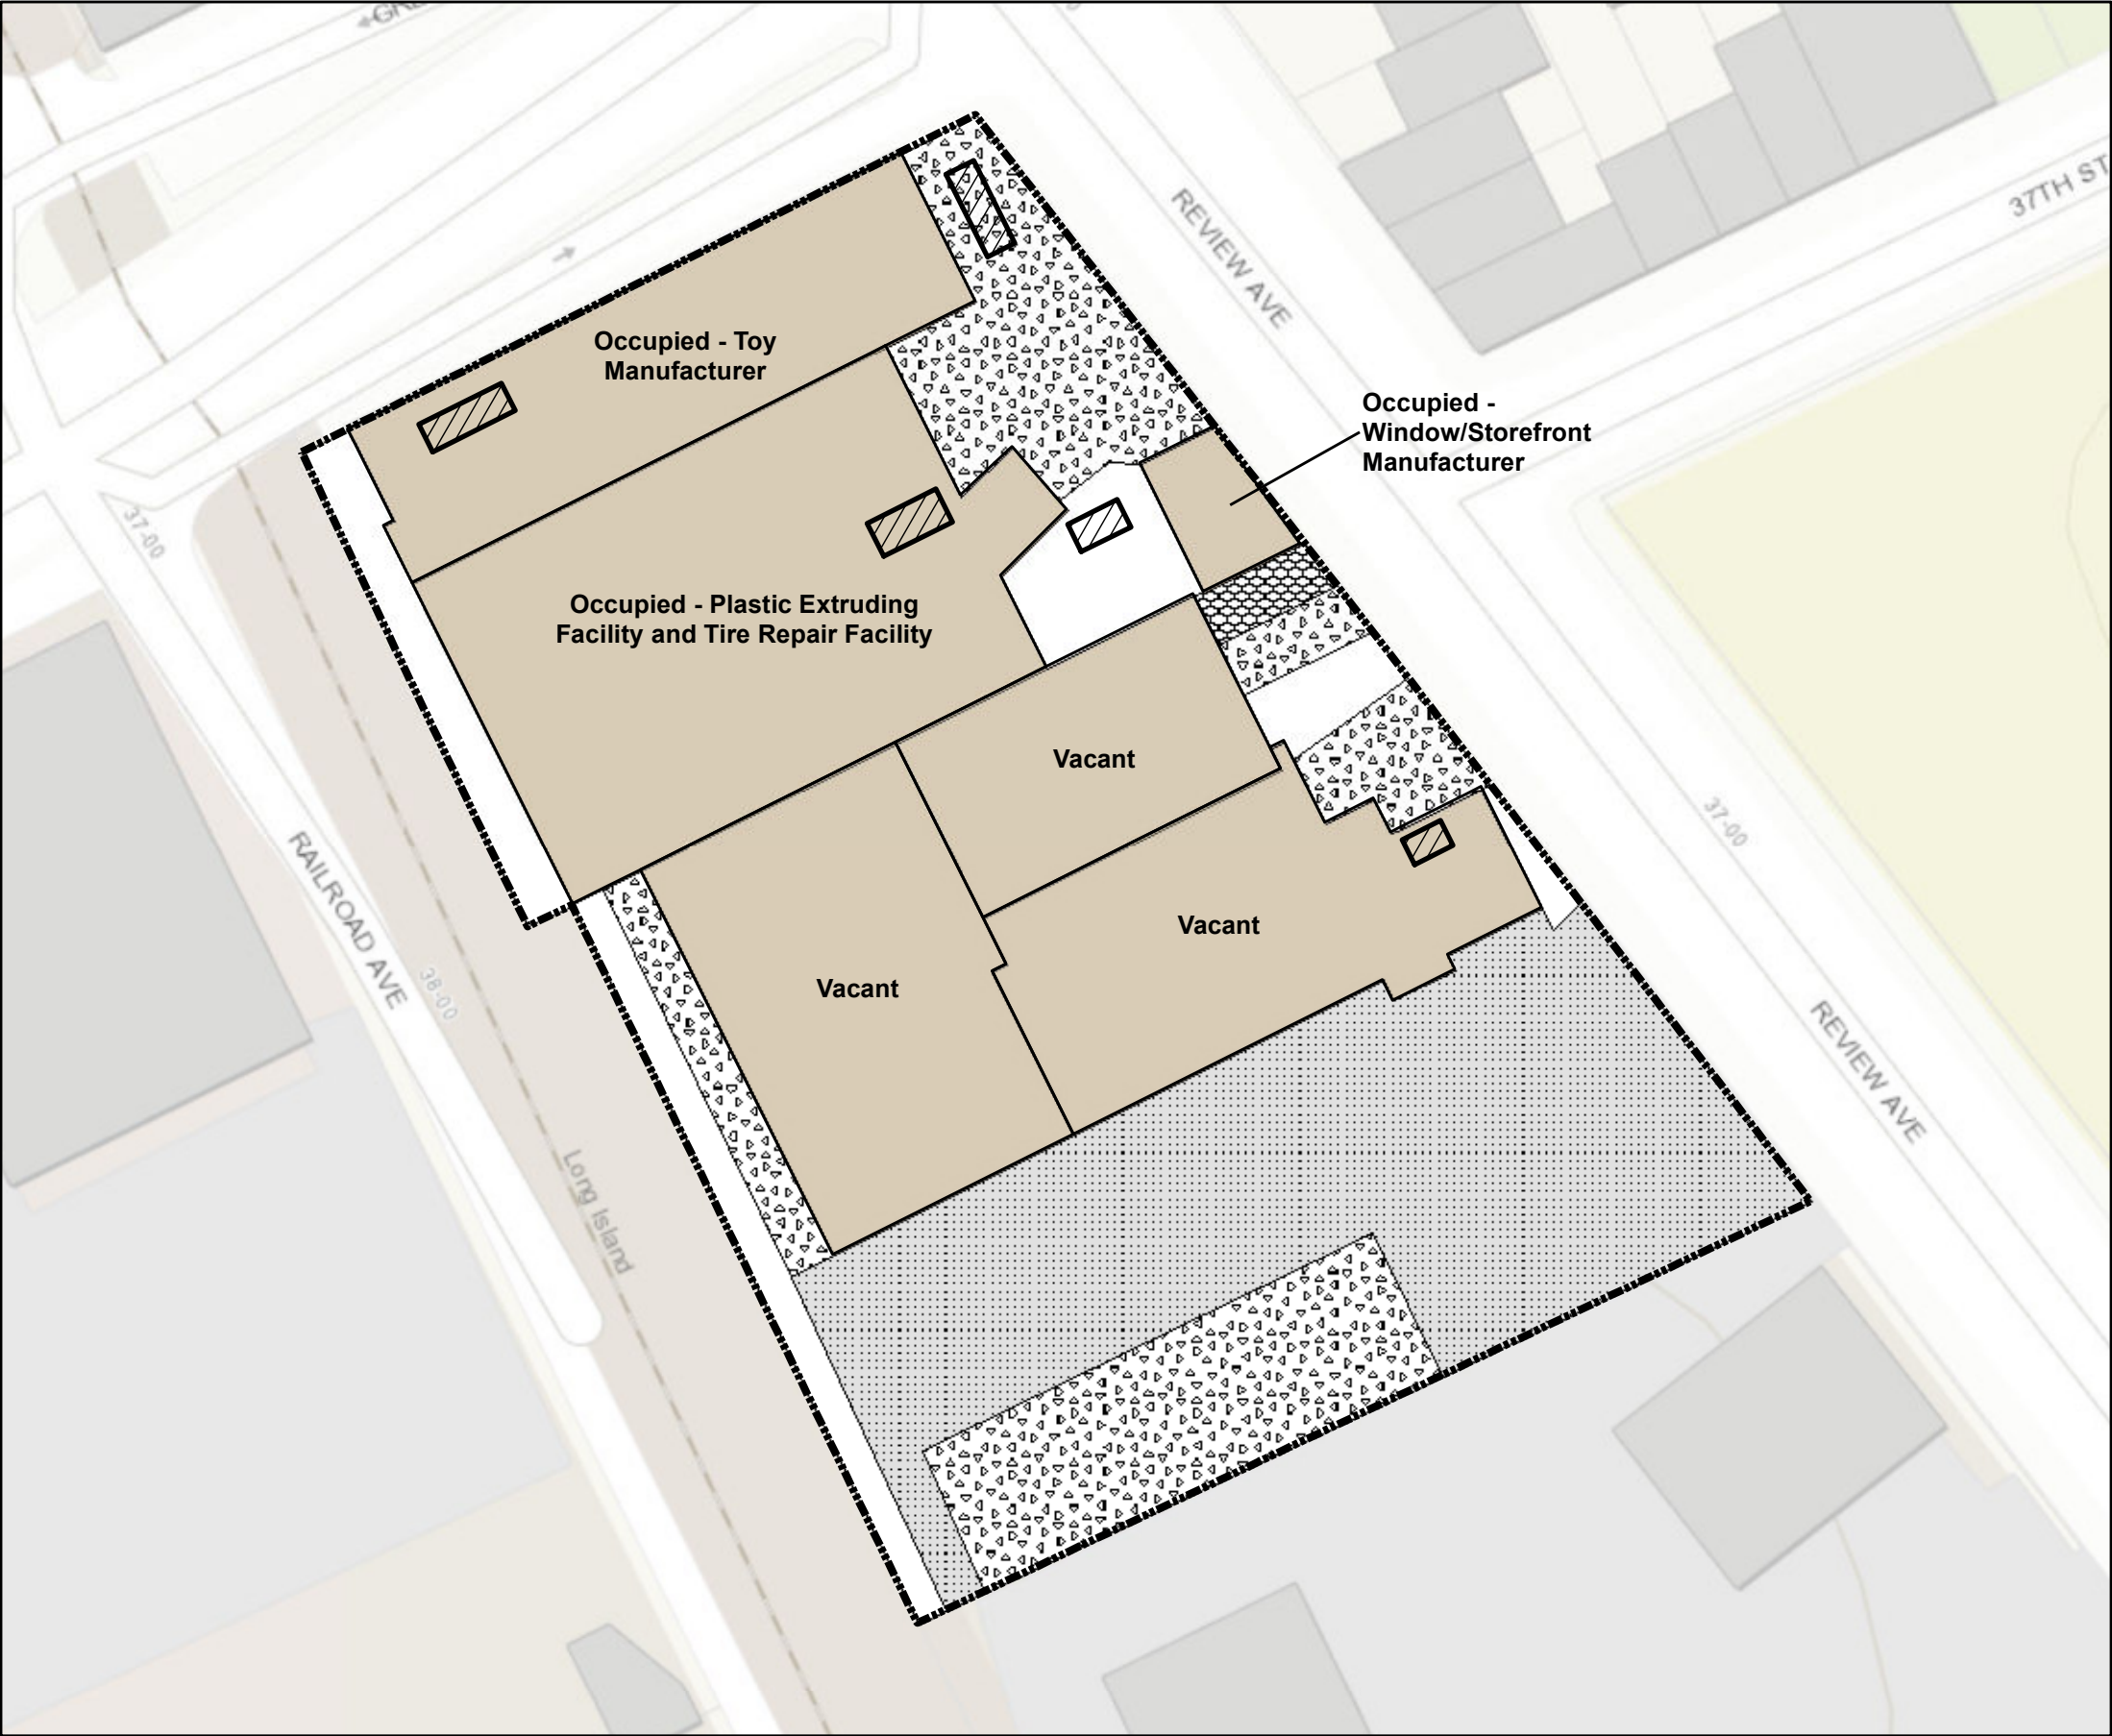 REVIEW AVE
37TH ST
Occupied - Toy
Manufacturer
Occupied -
Window/Storefront
Manufacturer
37-00
Occupied - Plastic Extruding
Facility and Tire Repair Facility
Vacant
37-00
RAILROAD AVE
Vacant
38-00
Vacant
REVIEW AVE
Long Island